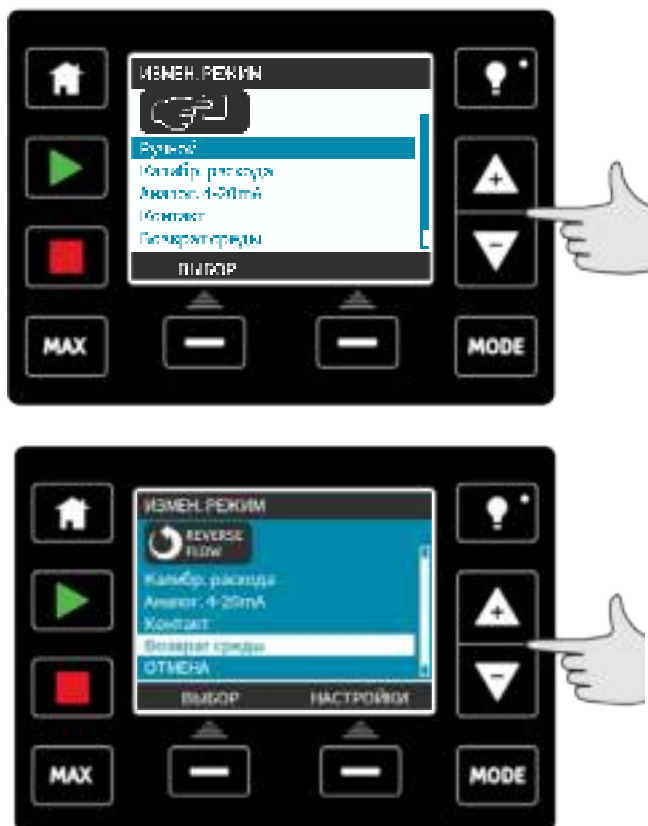 ИЗМЕН. РЕЖИМ
Ручной
Калибр. расхода
Аналог. 4-20mA
Контакт
Возврат среды
ВЫБОР
+
−
MAX
MODE
ИЗМЕН. РЕЖИМ
REVERSE
FLOW
Калибр. расхода
Аналог. 4-20mA
Контакт
Возврат среды
ОТМЕНА
ВЫБОР НАСТРОЙКИ
+
−
MAX
MODE